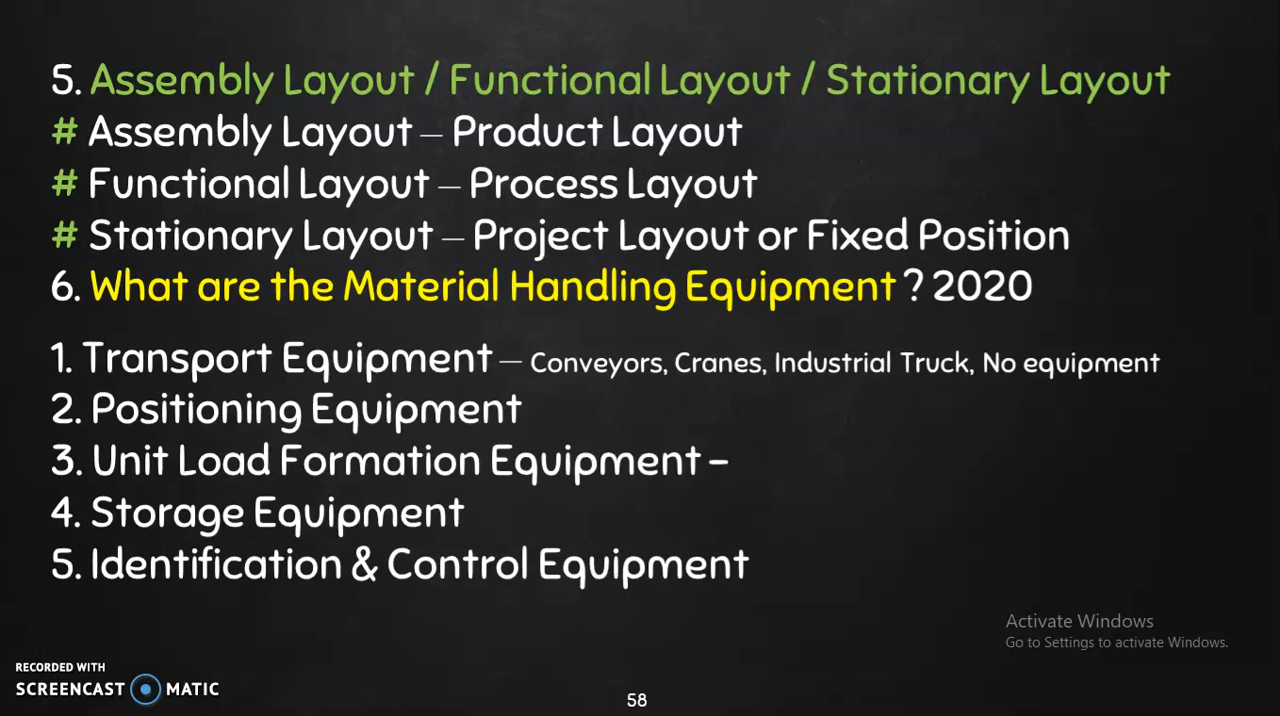 5. Assembly Layout / Functional Layout / Stationary Layout
# Assembly Layout – Product Layout
# Functional Layout – Process Layout
# Stationary Layout – Project Layout or Fixed Position
6. What are the Material Handling Equipment ? 2020
1. Transport Equipment – Conveyors, Cranes, Industrial Truck, No equipment
2. Positioning Equipment
3. Unit Load Formation Equipment -
4. Storage Equipment
5. Identification & Control Equipment
Activate Windows
Go to Settings to activate Windows.
RECORDED WITH
SCREENCAST MATIC
58